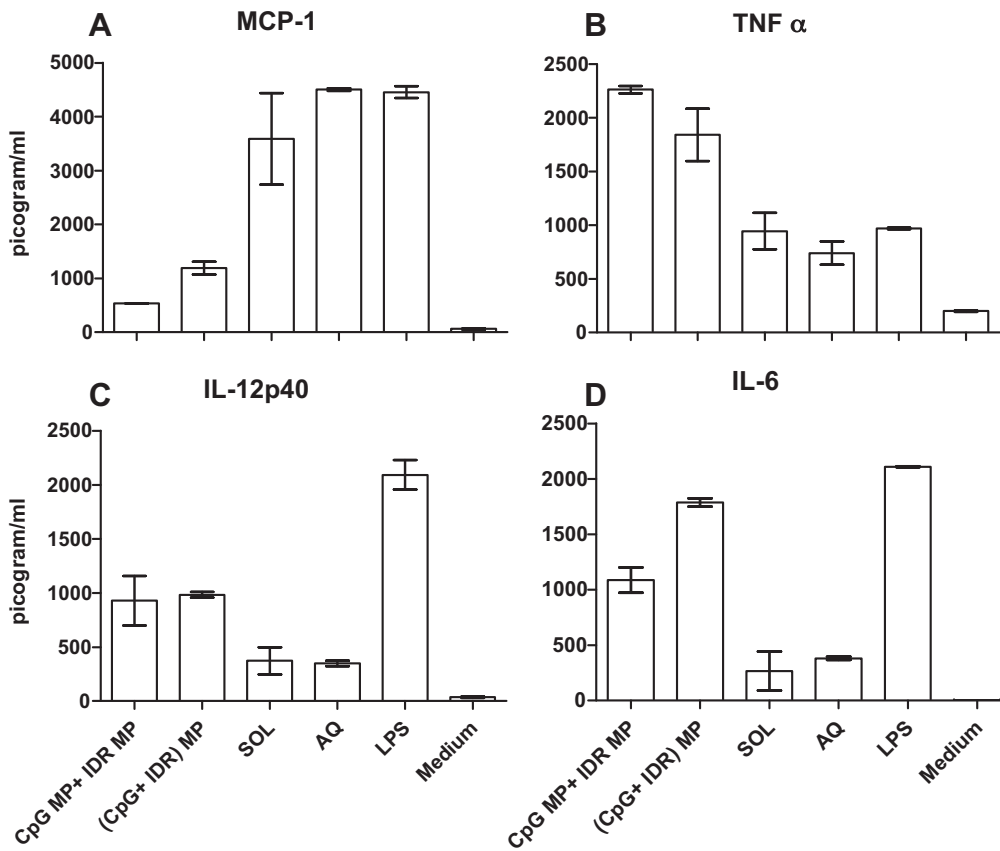 A
MCP-1
picogram/ml
5000
4000
3000
2000
1000
0
B
TNF α
2500
2000
1500
1000
500
0
C
IL-12p40
picogram/ml
2500
2000
1500
1000
500
0
CpG MP+ IDR MP
(CpG+ IDR) MP
SOL
AQ
LPS
Medium
D
IL-6
2500
2000
1500
1000
500
0
CpG MP+ IDR MP
(CpG+ IDR) MP
SOL
AQ
LPS
Medium